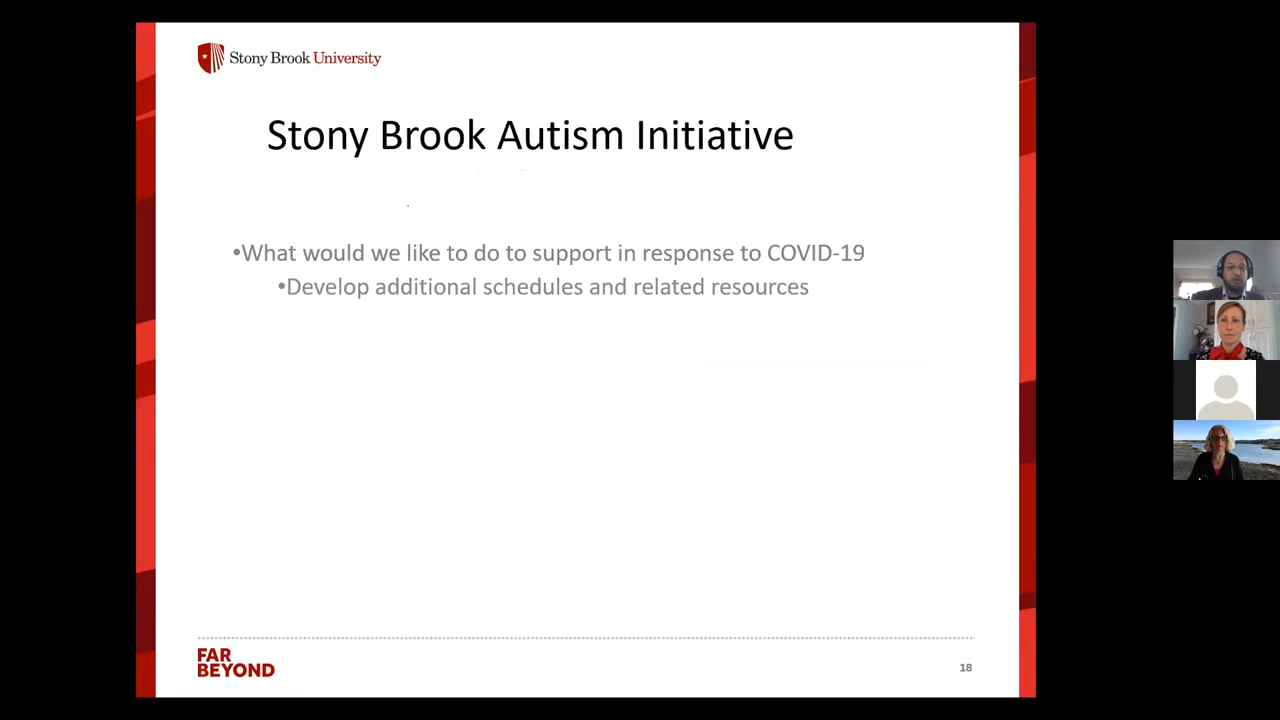 Stony Brook University
Stony Brook Autism Initiative
•What would we like to do to support in response to COVID-19
•Develop additional schedules and related resources
FAR
BEYOND
18